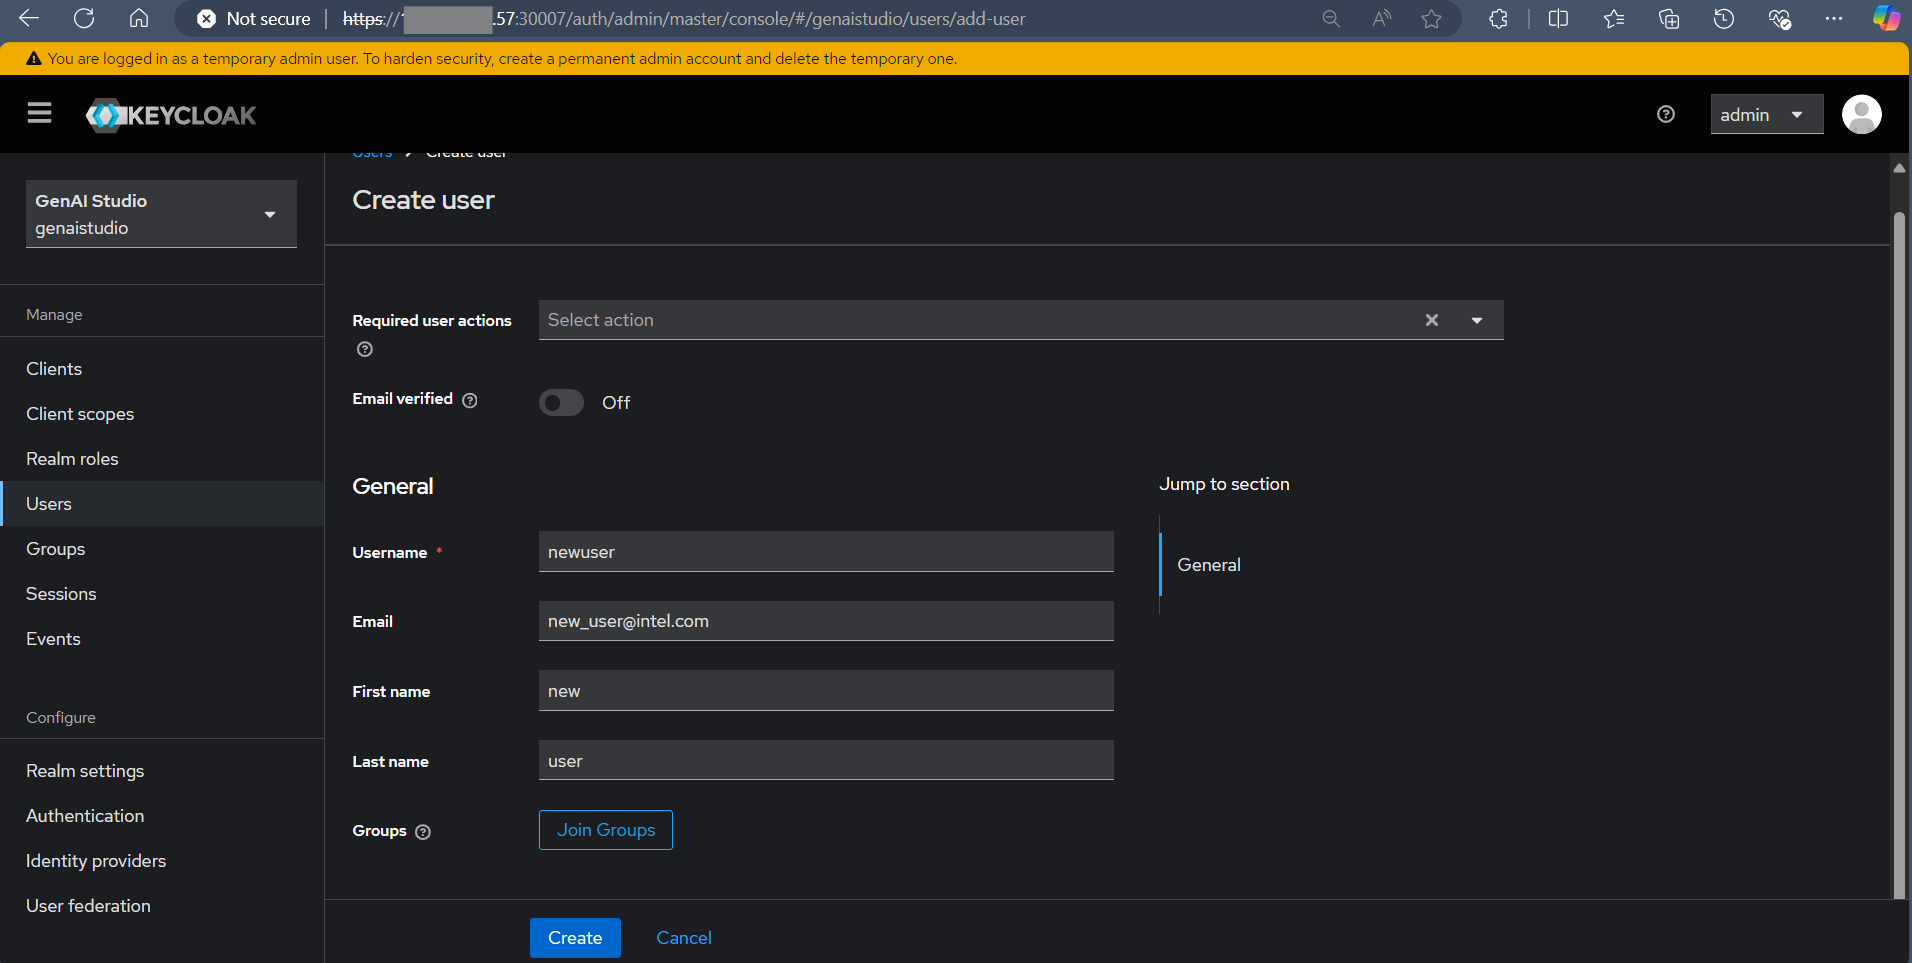 Not secure
https://1 .57:30007/auth/admin/master/console/#/genaistudio/users/add-user
You are logged in as a temporary admin user. To harden security, create a permanent admin account and delete the temporary one.
KEYCLOAK
admin
GenAI Studio
genaistudio
Manage
Clients
Client scopes
Realm roles
Users
Groups
Sessions
Events
Configure
Realm settings
Authentication
Identity providers
User federation
Users > Create user
Create user
Required user actions
Select action
Email verified
Off
General
Username *
newuser
Email
new_user@intel.com
First name
new
Last name
user
Groups
Join Groups
Jump to section
General
Create
Cancel